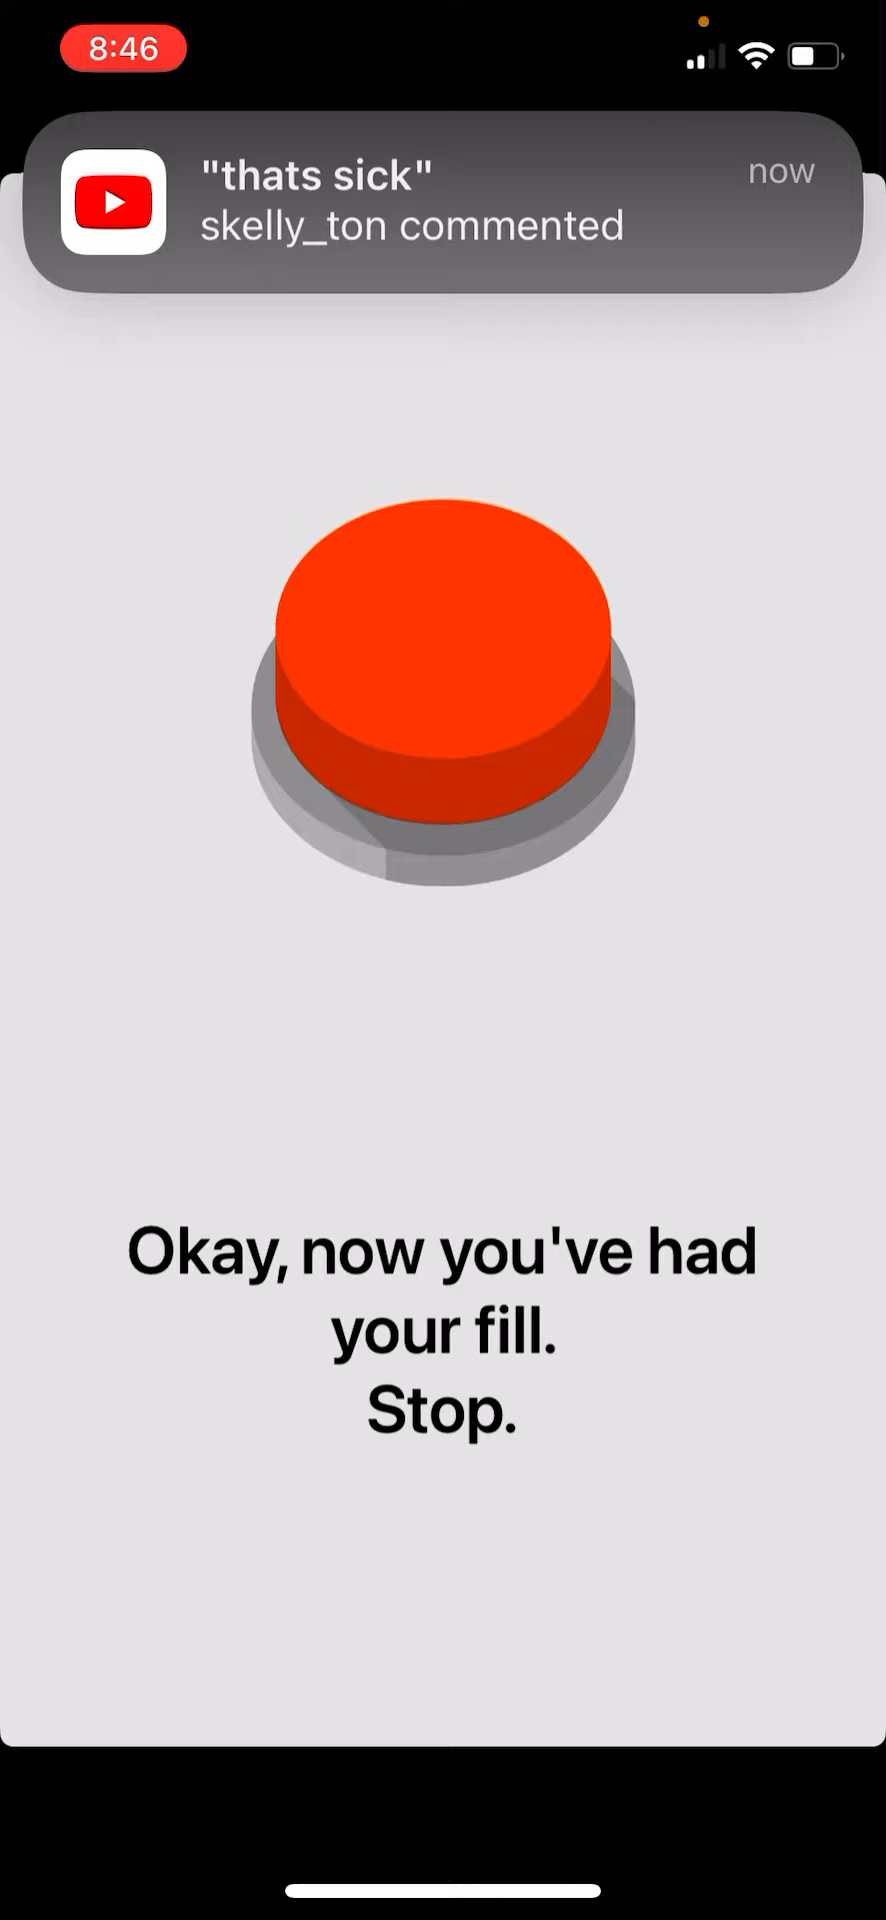 8:46
"thats sick"
now
skelly_ton commented
Okay, now you've had
your fill.
Stop.